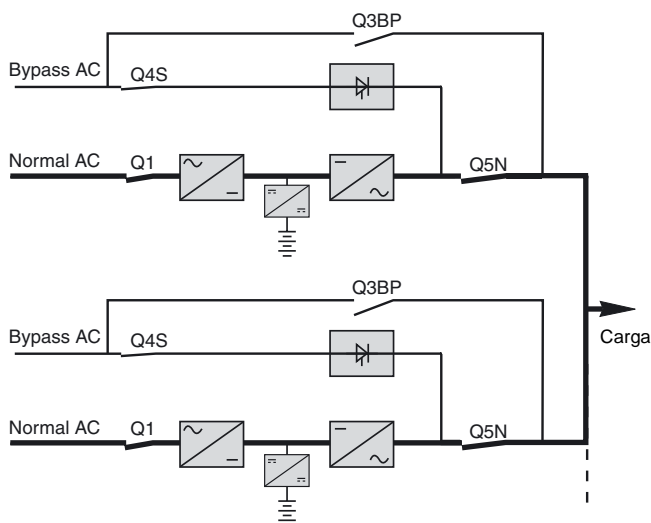 Q3BP
Bypass AC
Q4S
Normal AC
Q1
Q5N
Q3BP
Bypass AC
Q4S
Carga
Normal AC
Q1
Q5N